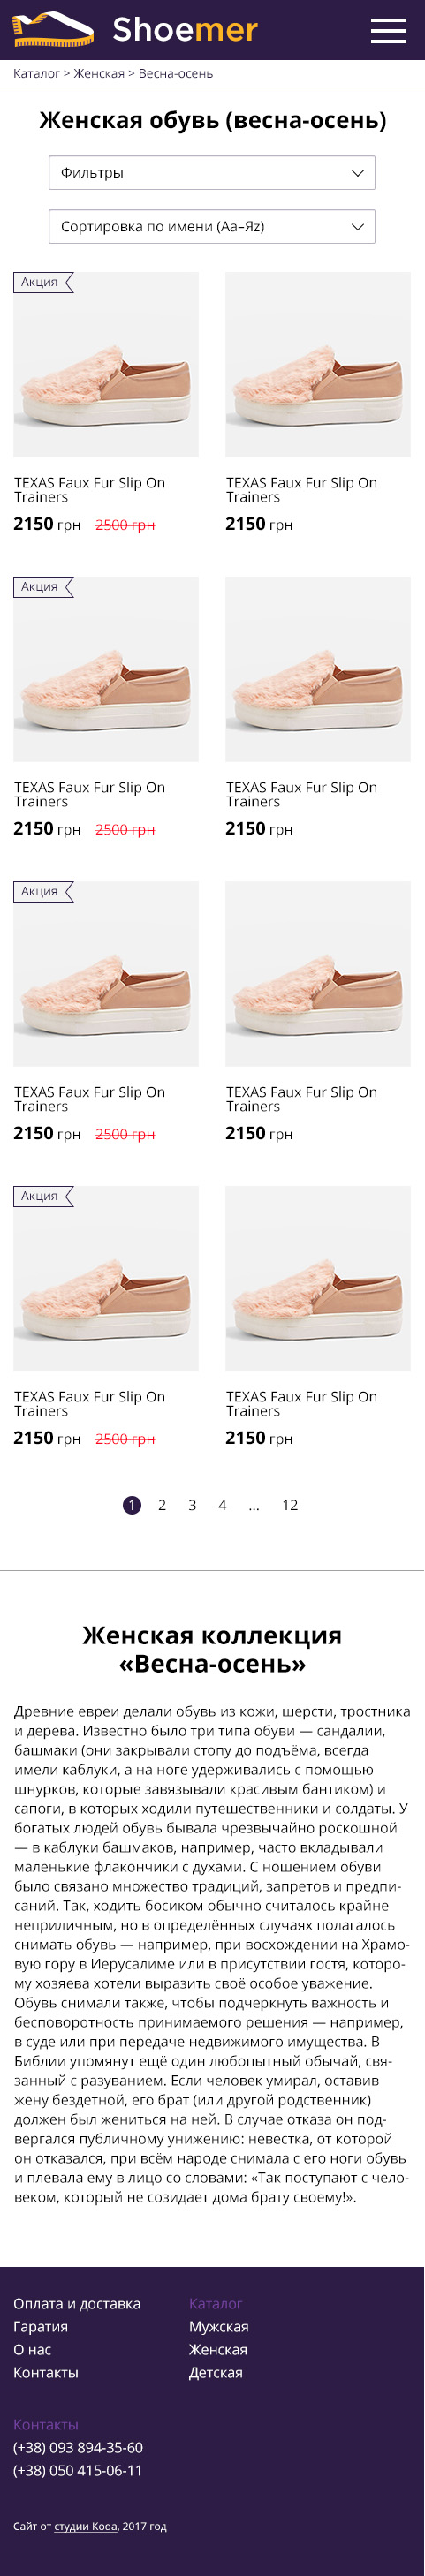 Shoemer
Каталог > Женская > Весна-осень
Женская обувь (весна-осень)
Фильтры
Сортировка по имени (Аа–Яz)
Акция
TEXAS Faux Fur Slip On
Trainers
2150 грн 2500 грн
TEXAS Faux Fur Slip On
Trainers
2150 грн
Акция
TEXAS Faux Fur Slip On
Trainers
2150 грн 2500 грн
TEXAS Faux Fur Slip On
Trainers
2150 грн
Акция
TEXAS Faux Fur Slip On
Trainers
2150 грн 2500 грн
TEXAS Faux Fur Slip On
Trainers
2150 грн
Акция
TEXAS Faux Fur Slip On
Trainers
2150 грн 2500 грн
TEXAS Faux Fur Slip On
Trainers
2150 грн
1 2 3 4 ... 12
Женская коллекция
«Весна-осень»
Древние евреи делали обувь из кожи, шерсти, тростника
и дерева. Известно было три типа обуви — сандалии,
башмаки (они закрывали стопу до подъёма, всегда
имели каблуки, а на ноге удерживались с помощью
шнурков, которые завязывали красивым бантиком) и
сапоги, в которых ходили путешественники и солдаты. У
богатых людей обувь бывала чрезвычайно роскошной
— в каблуки башмаков, например, часто вкладывали
маленькие флакончики с духами. С ношением обуви
было связано множество традиций, запретов и предпи-
саний. Так, ходить босиком обычно считалось крайне
неприличным, но в определённых случаях полагалось
снимать обувь — например, при восхождении на Храмо-
вую гору в Иерусалиме или в присутствии гостя, которо-
му хозяева хотели выразить своё особое уважение.
Обувь снимали также, чтобы подчеркнуть важность и
бесповоротность принимаемого решения — например,
в суде или при передаче недвижимого имущества. В
Библии упомянут ещё один любопытный обычай, свя-
занный с разуванием. Если человек умирал, оставив
жену бездетной, его брат (или другой родственник)
должен был жениться на ней. В случае отказа он под-
вергался публичному унижению: невестка, от которой
он отказался, при всём народе снимала с его ноги обувь
и плевала ему в лицо со словами: «Так поступают с чело-
веком, который не созидает дома брату своему!».
Оплата и доставка
Гаратия
О нас
Контакты
Каталог
Мужская
Женская
Детская
Контакты
(+38) 093 894-35-60
(+38) 050 415-06-11
Сайт от студии Koda, 2017 год